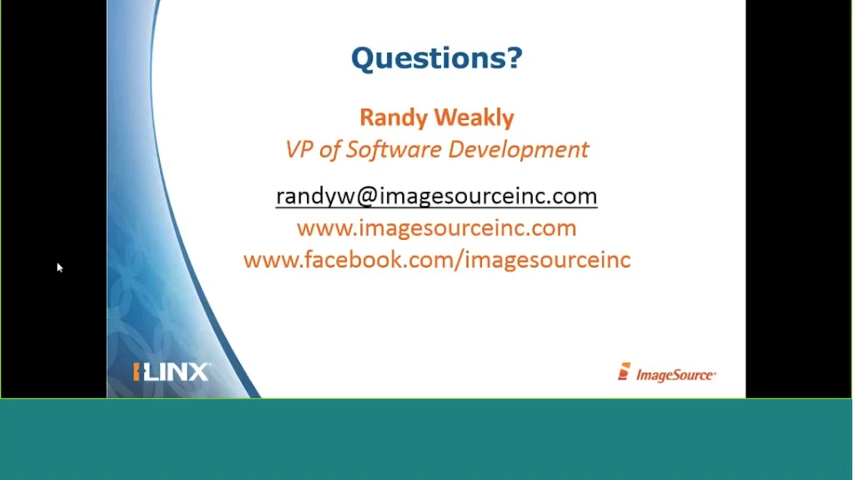 Questions?
Randy Weakly
VP of Software Development
randyw@imagesourceinc.com
www.imagesourceinc.com
www.facebook.com/imagesourceinc
ILINX
ImageSource